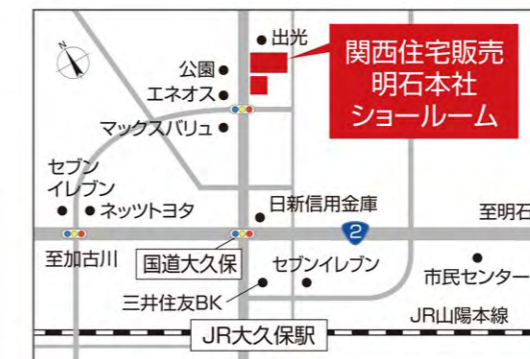 N
出光
関西住宅販売
明石本社
ショールーム
公園
エネオス
マックスバリュ
セブン
イレブン
ネッツトヨタ
日新信用金庫
至明石
2
至加古川
国道大久保
セブンイレブン
市民センター
三井住友BK
JR山陽本線
JR大久保駅